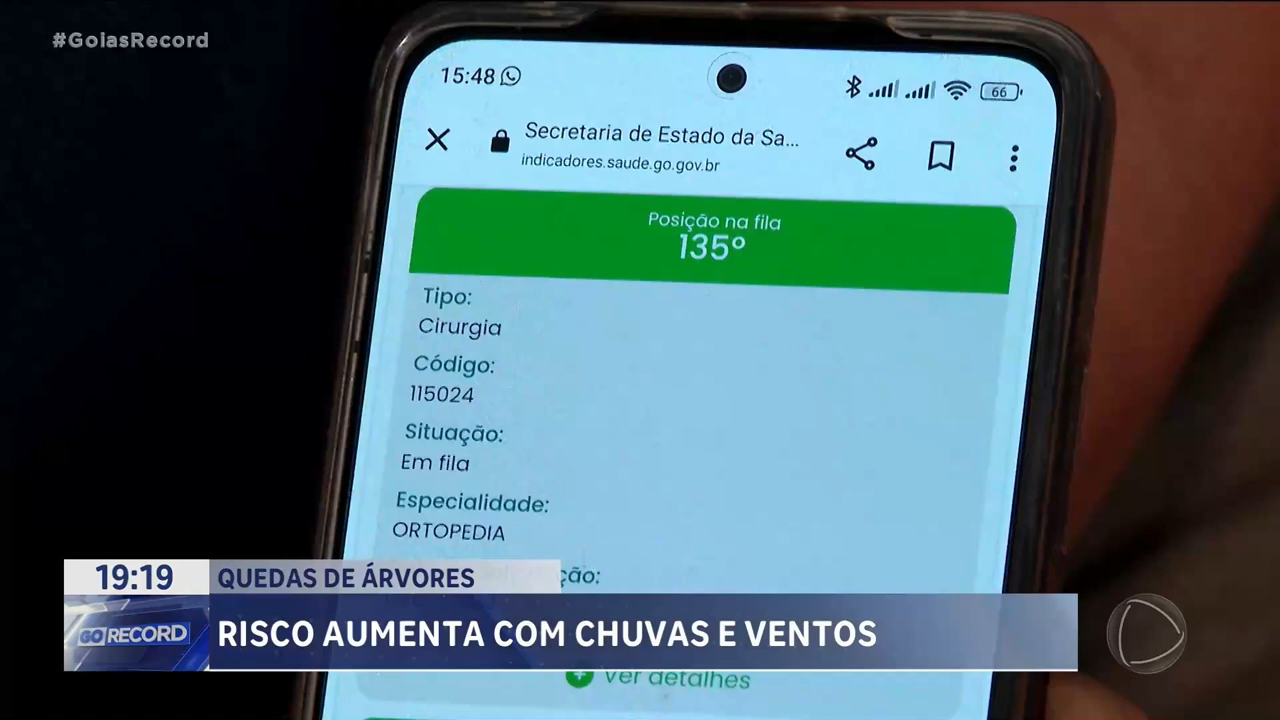 #GoiasRecord
15:48
66
Secretaria de Estado da Sa...
indicadores.saude.go.gov.br
Posição na fila
135º
Tipo:
Cirurgia
Código:
115024
Situação:
Em fila
Especialidade:
ORTOPEDIA
ção:
19:19
QUEDAS DE ÁRVORES
GO RECORD
RISCO AUMENTA COM CHUVAS E VENTOS
Ver detalhes